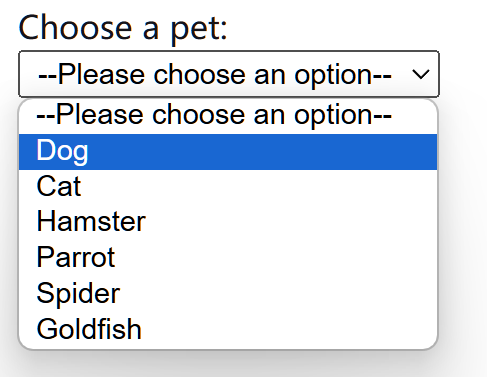 Choose a pet:
--Please choose an option--
--Please choose an option--
Dog
Cat
Hamster
Parrot
Spider
Goldfish